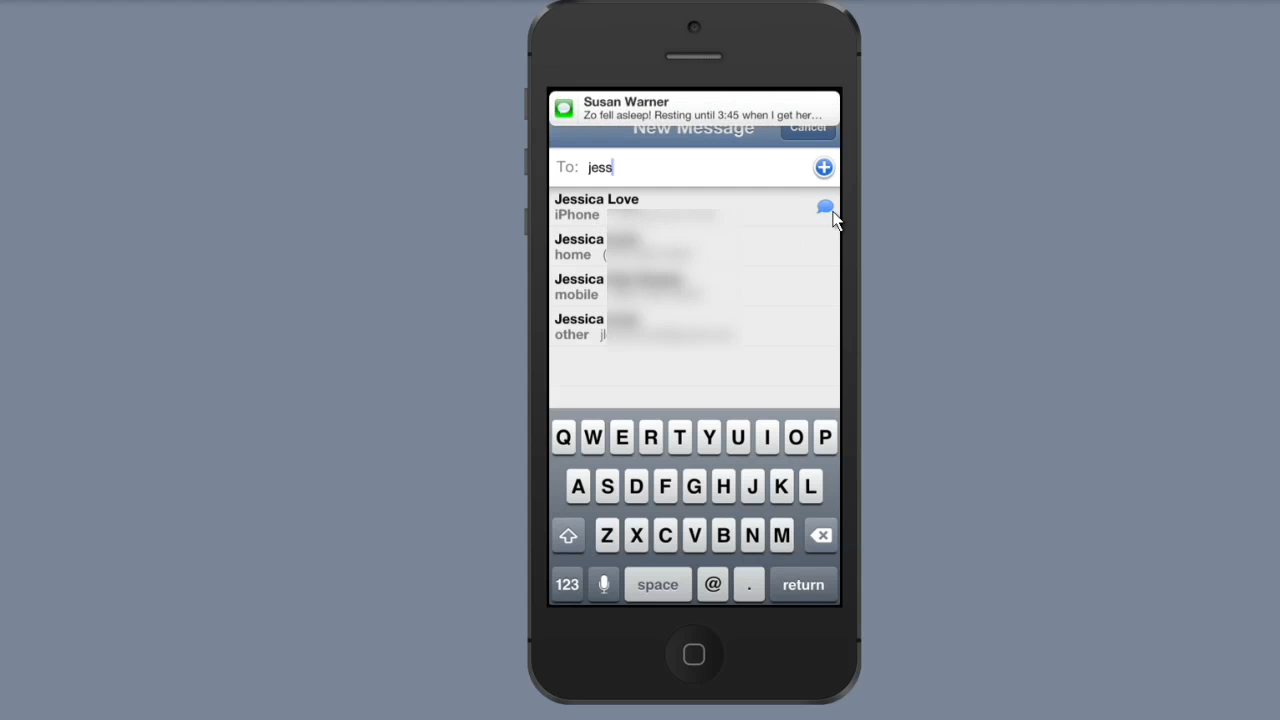 Susan Warner
Zo fell asleep! Resting until 3:45 when I get her…
New Message
Cancel
To: jess
Jessica Love
iPhone
Jessica
home (
Jessica
mobile
Jessica
other jl
Q W E R T Y U I O P
A S D F G H J K L
Z X C V B N M
123 space @ . return